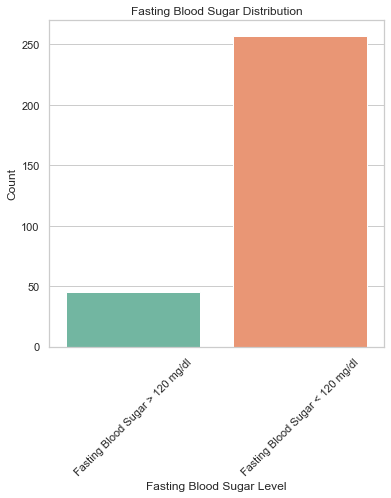 Fasting Blood Sugar Distribution
250
200
150
100
50
0
Count
Fasting Blood Sugar > 120 mg/dl
Fasting Blood Sugar < 120 mg/dl
Fasting Blood Sugar Level